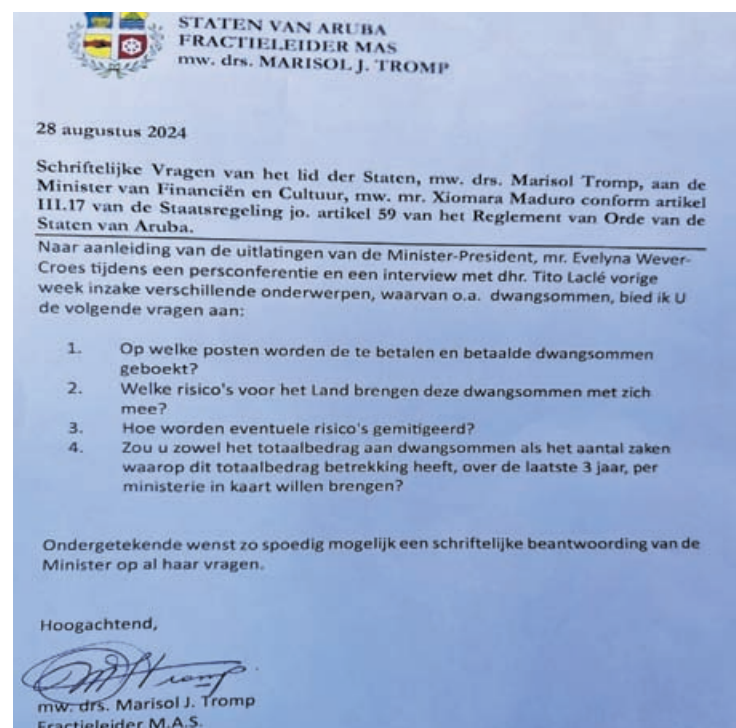 STATEN VAN ARUBA
FRACTIELEIDER MAS
mw. drs. MARISOL J. TROMP
28 augustus 2024
Schriftelijke Vragen van het lid der Staten, mw. drs. Marisol Tromp, aan de
Minister van Financiën en Cultuur, mw. mr. Xiomara Maduro conform artikel
III.17 van de Staatsregeling jo. artikel 59 van het Reglement van Orde van de
Staten van Aruba.
Naar aanleiding van de uitlatingen van de Minister-President, mr. Evelyna Wever-
Croes tijdens een persconferentie en een interview met dhr. Tito Laclé vorige
week inzake verschillende onderwerpen, waarvan o.a. dwangsommen, bied ik U
de volgende vragen aan:
1. Op welke posten worden de te betalen en betaalde dwangsommen
geboekt?
2. Welke risico's voor het Land brengen deze dwangsommen met zich
mee?
3. Hoe worden eventuele risico's gemitigeerd?
4. Zou u zowel het totaalbedrag aan dwangsommen als het aantal zaken
waarop dit totaalbedrag betrekking heeft, over de laatste 3 jaar, per
ministerie in kaart willen brengen?
Ondergetekende wenst zo spoedig mogelijk een schriftelijke beantwoording van de
Minister op al haar vragen.
Hoogachtend,
MJTromp
mw. drs. Marisol J. Tromp
Fractieleider M.A.S.